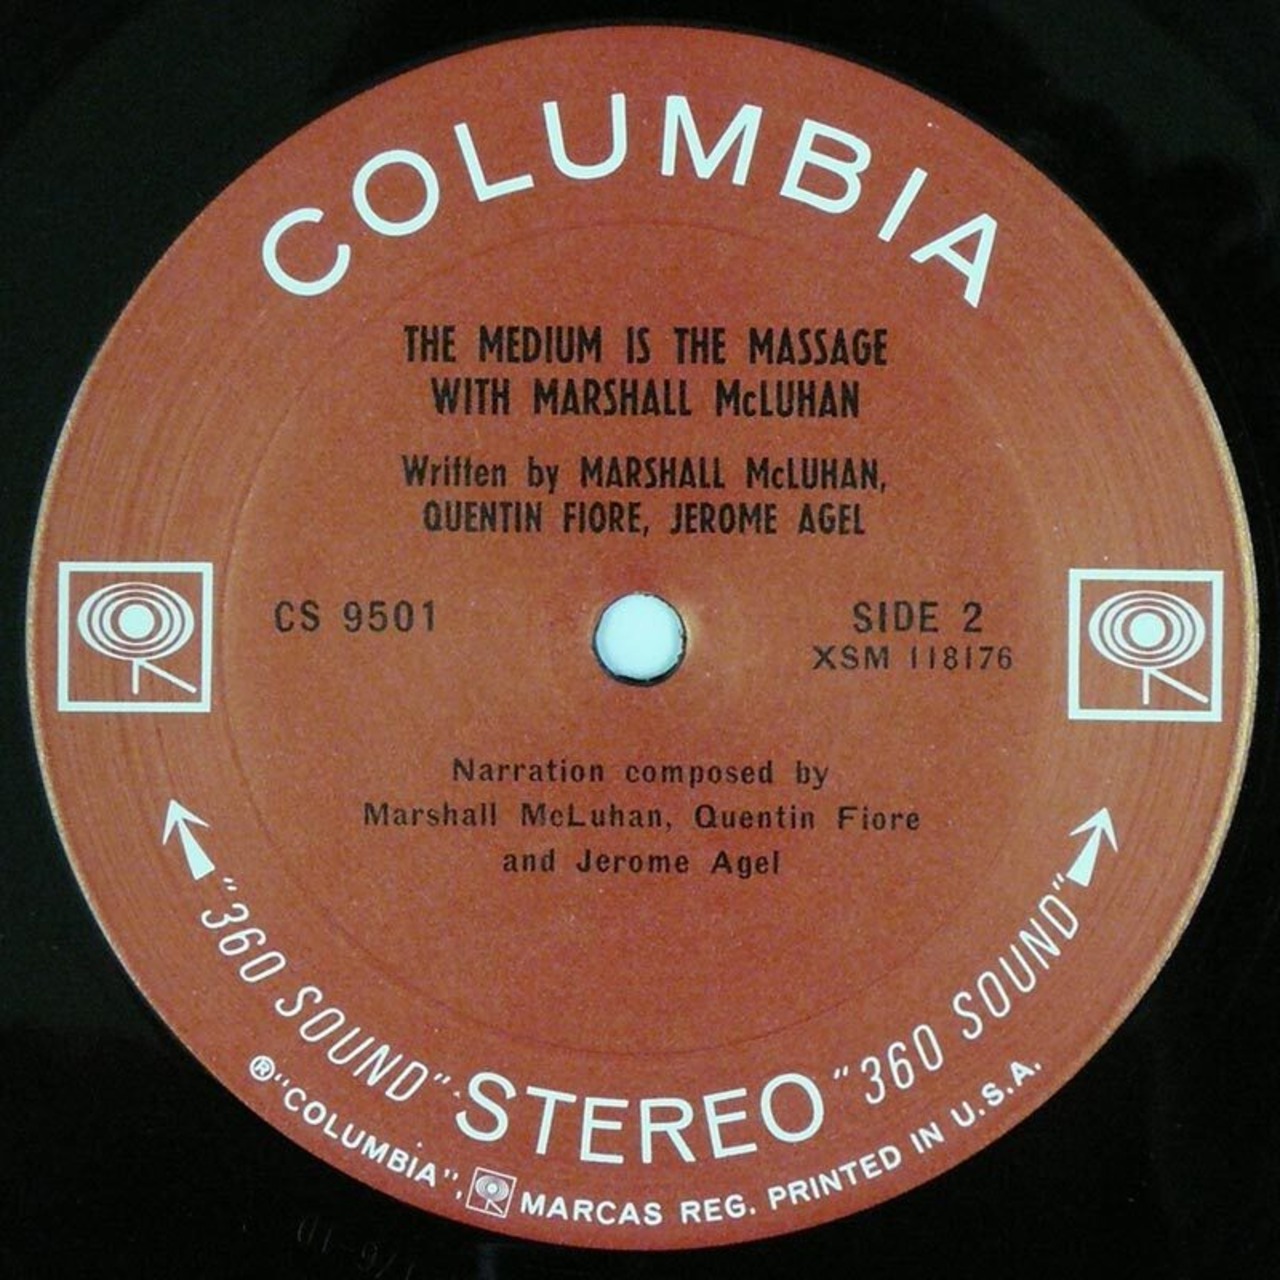 COLUMBIA
THE MEDIUM IS THE MASSAGE
WITH MARSHALL McLUHAN
Written by MARSHALL McLUHAN,
QUENTIN FIORE, JEROME AGEL
CS 9501
SIDE 2
XSM 118176
Narration composed by
Marshall McLuhan, Quentin Fiore
and Jerome Agel
"360 SOUND" STEREO "360 SOUND"
® "COLUMBIA", MARCAS REG. PRINTED IN U.S.A.